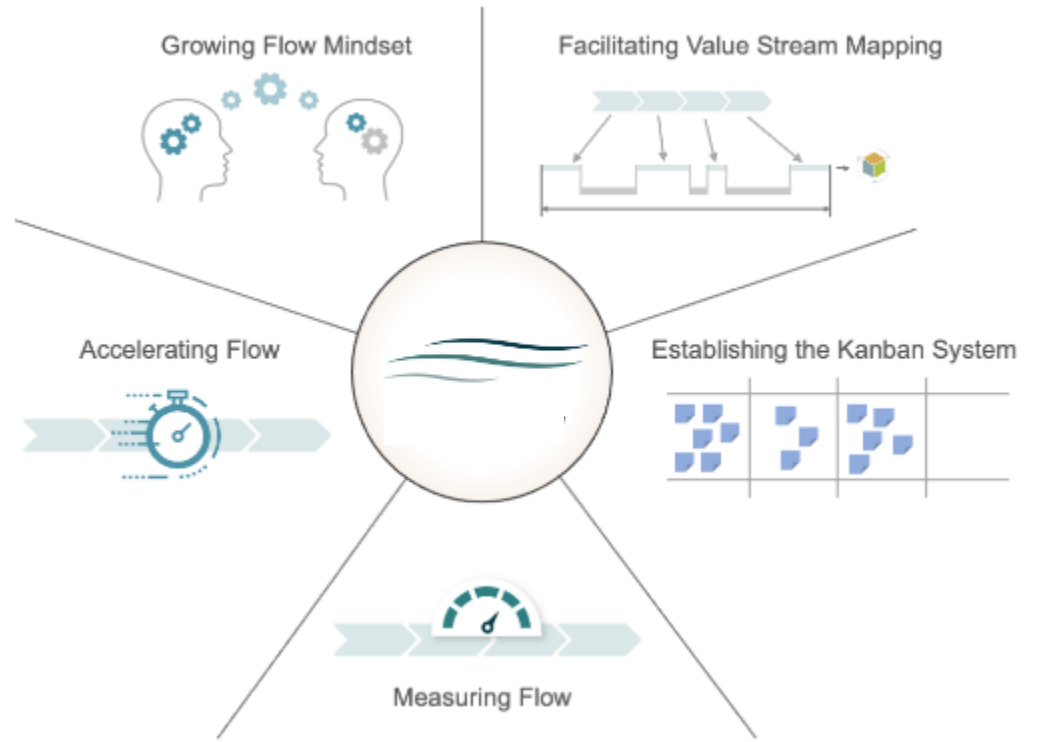 Growing Flow Mindset
Facilitating Value Stream Mapping
Accelerating Flow
Establishing the Kanban System
Measuring Flow